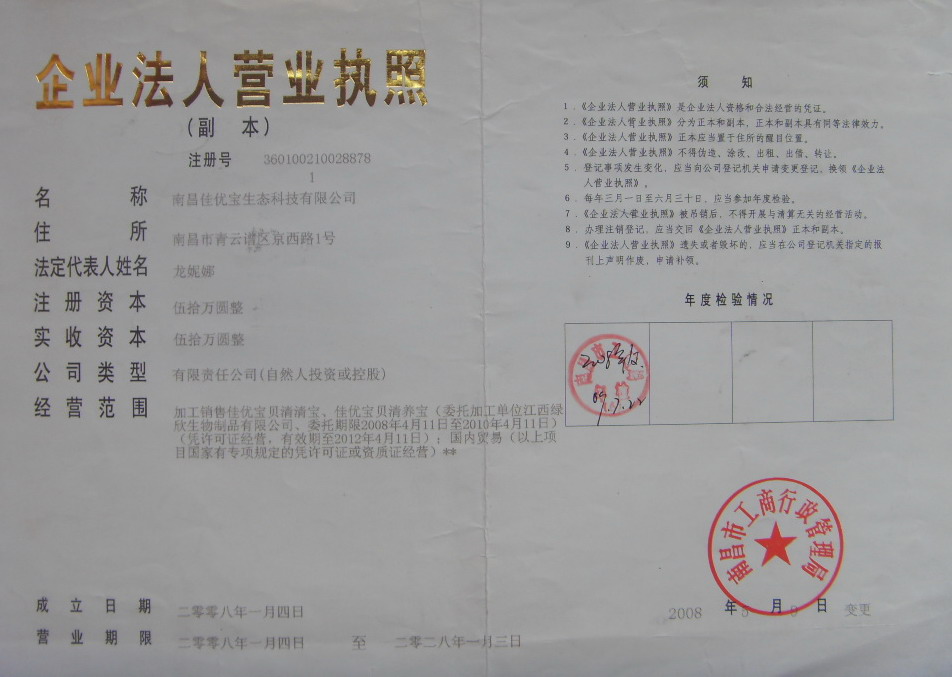 企业法人营业执照
（副 本）
注册号 360100210028878
1
名 称 南昌佳优宝生态科技有限公司
住 所 南昌市青云谱区京西路1号
法定代表人姓名 龙妮娜
注 册 资 本 伍拾万圆整
实 收 资 本 伍拾万圆整
公 司 类 型 有限责任公司(自然人投资或控股)
经 营 范 围 加工销售佳优宝贝清清宝、佳优宝贝清养宝（委托加工单位江西绿
欣生物制品有限公司、委托期限2008年4月11日至2010年4月11日）
（凭许可证经营，有效期至2012年4月11日）；国内贸易（以上项
目国家有专项规定的凭许可证或资质证经营）**
成 立 日 期 二零零八年一月四日
营 业 期 限 二零零八年一月四日 至 二零二八年一月三日
须 知
1．《企业法人营业执照》是企业法人资格和合法经营的凭证。
2．《企业法人营业执照》分为正本和副本，正本和副本具有同等法律效力。
3．《企业法人营业执照》正本应当置于住所的醒目位置。
4．《企业法人营业执照》不得伪造、涂改、出租、出借、转让。
5．登记事项发生变化，应当向公司登记机关申请变更登记，换领《企业法
人营业执照》。
6．每年三月一日至六月三十日，应当参加年度检验。
7．《企业法人营业执照》被吊销后，不得开展与清算无关的经营活动。
8．办理注销登记，应当交回《企业法人营业执照》正本和副本。
9．《企业法人营业执照》遗失或者毁坏的，应当在公司登记机关指定的报
刊上声明作废，申请补领。
年度检验情况
2008年
09.7.22
南昌市工商行政管理局
2008 年 月 日 变更